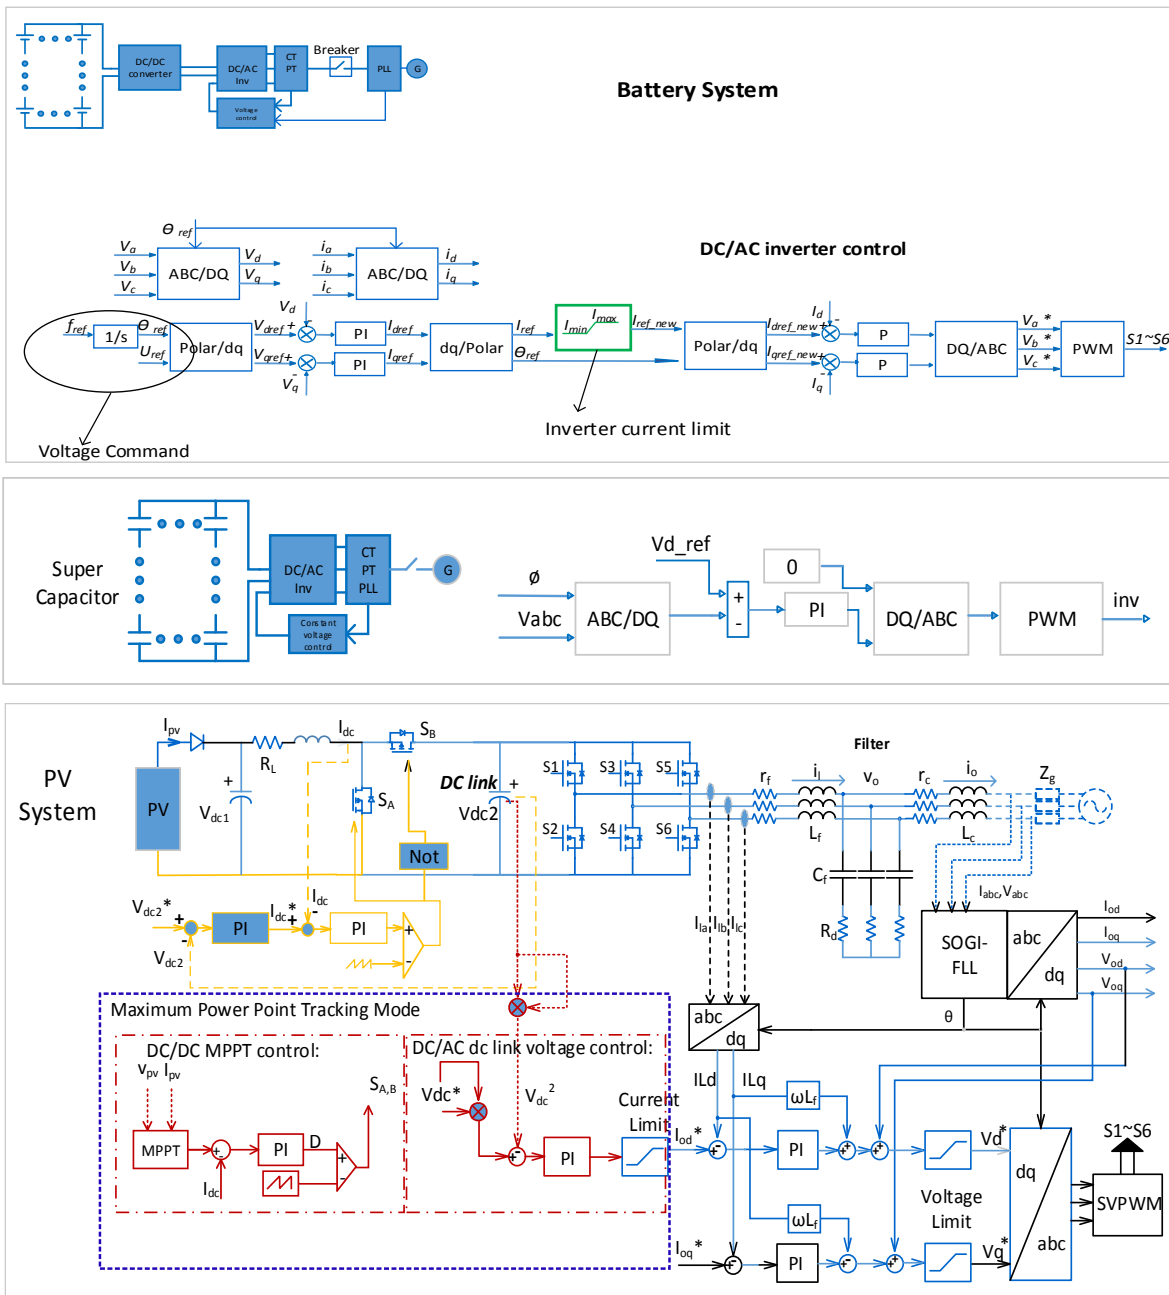 Battery System
DC/DC
converter
DC/AC
Inv
CT
PT
Breaker
PLL
G
Voltage
control
DC/AC inverter control
ϴ ref
Va
Vb
Vc
ABC/DQ
Vd
Vq
ia
ib
ic
ABC/DQ
id
iq
fref
1/s
ϴ ref
Uref
Polar/dq
Vdref +
Vqref+
Vd
-
-
Vq
PI
PI
Idref
Iqref
dq/Polar
Iref
ϴref
Imin
Imax
Iref_new
Polar/dq
Idref_new+
Iqref_new+
Id
-
-
Iq
P
P
DQ/ABC
Va *
Vb *
Vc *
PWM
S1~S6
Voltage Command
Inverter current limit
Super
Capacitor
DC/AC
Inv
CT
PT
PLL
G
Constant
voltage
control
ϕ
Vabc
ABC/DQ
Vd_ref
+
-
0
PI
DQ/ABC
PWM
inv
PV
System
PV
Ipv
+
Vdc1
RL
Idc
SA
SB
DC link
+
Vdc2
Not
S1
S3
S5
S2
S4
S6
Filter
rf
il
Lf
vo
rc
io
Lc
Zg
Cf
Rd
Iabc,Vabc
Vdc2*
+
-
Vdc2
PI
Idc*
+
-
Idc
PI
+
-
ILa
ILb
ILc
SOGI-
FLL
abc
dq
Iod
Ioq
Vod
Voq
θ
abc
dq
Maximum Power Point Tracking Mode
DC/DC MPPT control:
vpv Ipv
MPPT
+
-
Idc
PI
D
+
-
SA,B
DC/AC dc link voltage control:
Vdc*
Vdc2
+
-
PI
Current
Limit
Iod*
ILd
ILq
+
-
PI
ωLf
+
+
+
+
Vd*
Voltage
Limit
Ioq*
+
-
PI
ωLf
+
-
+
+
Vq*
dq
abc
S1~S6
SVPWM